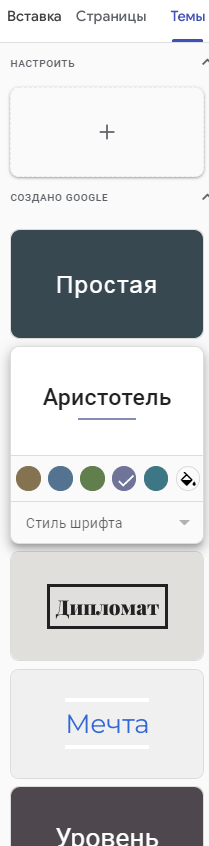 Вставка Страницы Темы
НАСТРОИТЬ
СОЗДАНО GOOGLE
Простая
Аристотель
Стиль шрифта
Дипломат
Мечта
Уровень